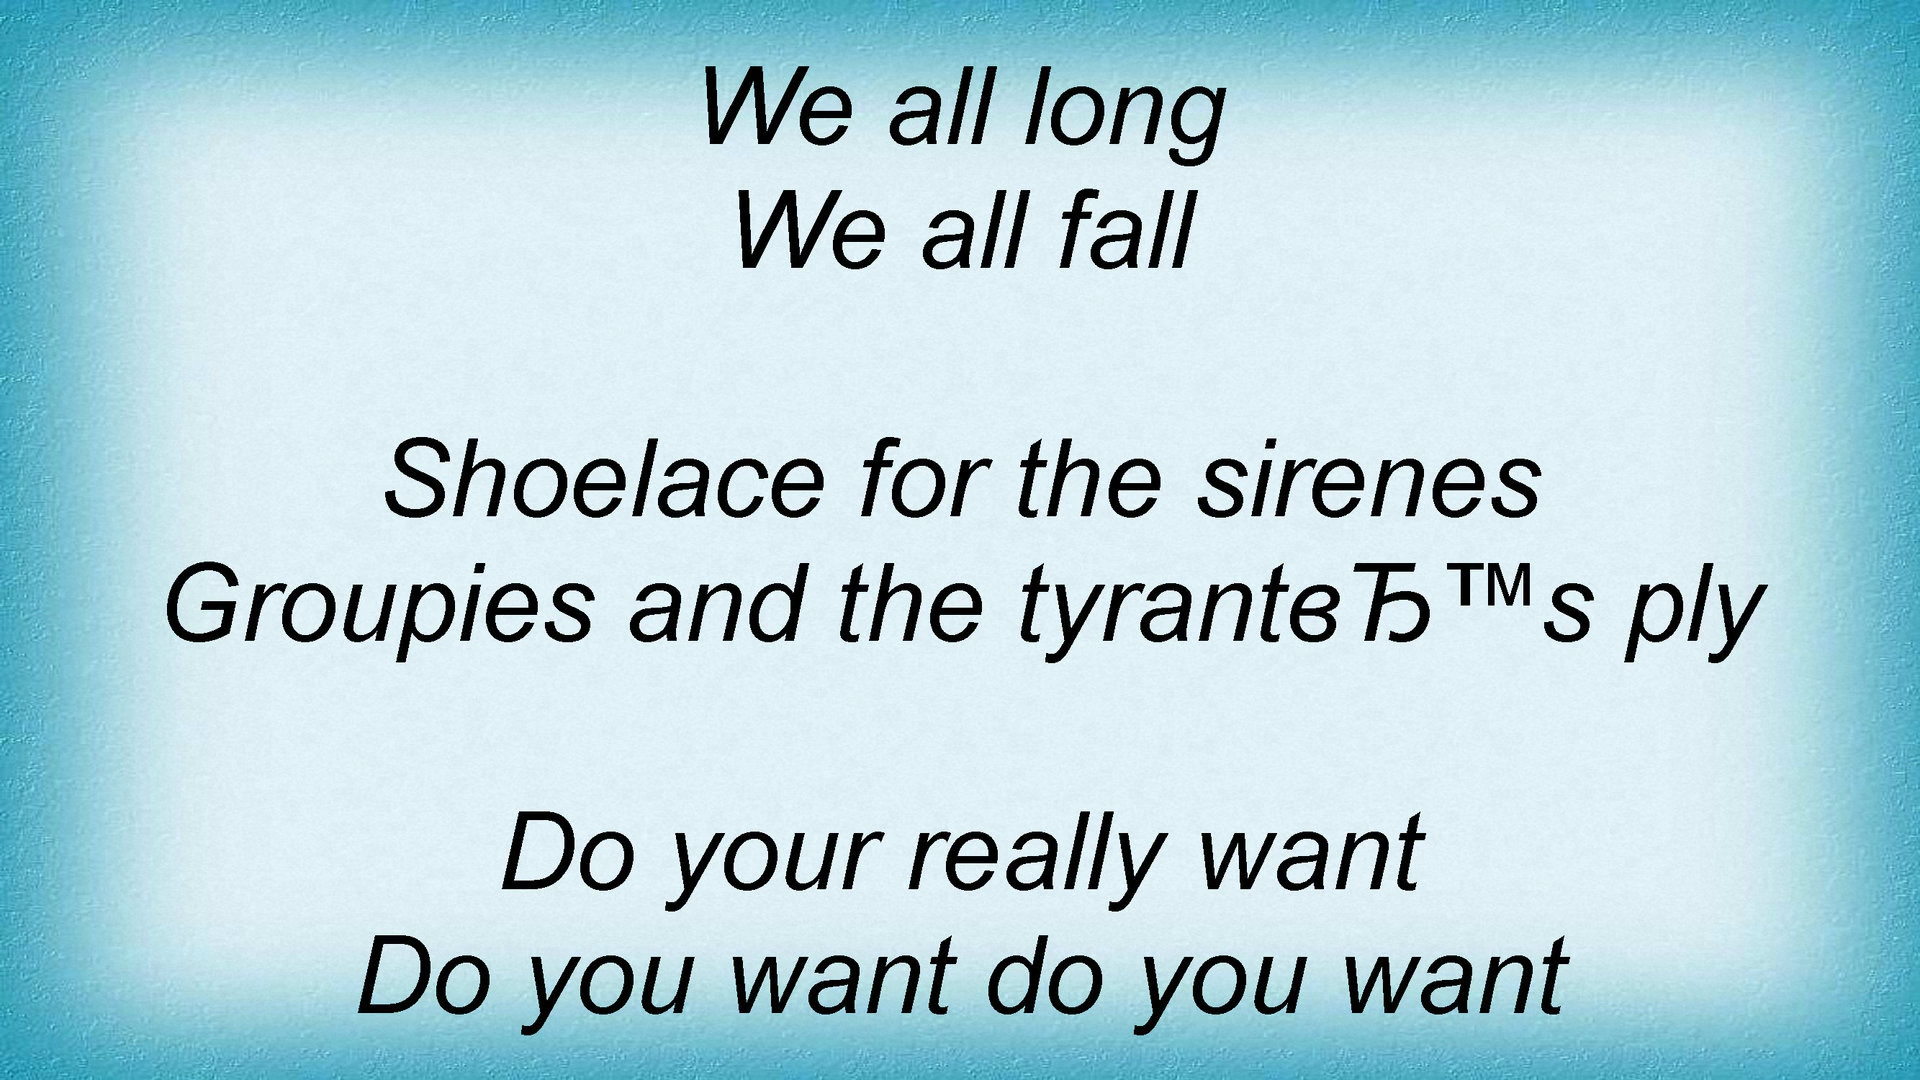 We all long
We all fall
Shoelace for the sirenes
Groupies and the tyrantвЂ™s ply
Do your really want
Do you want do you want